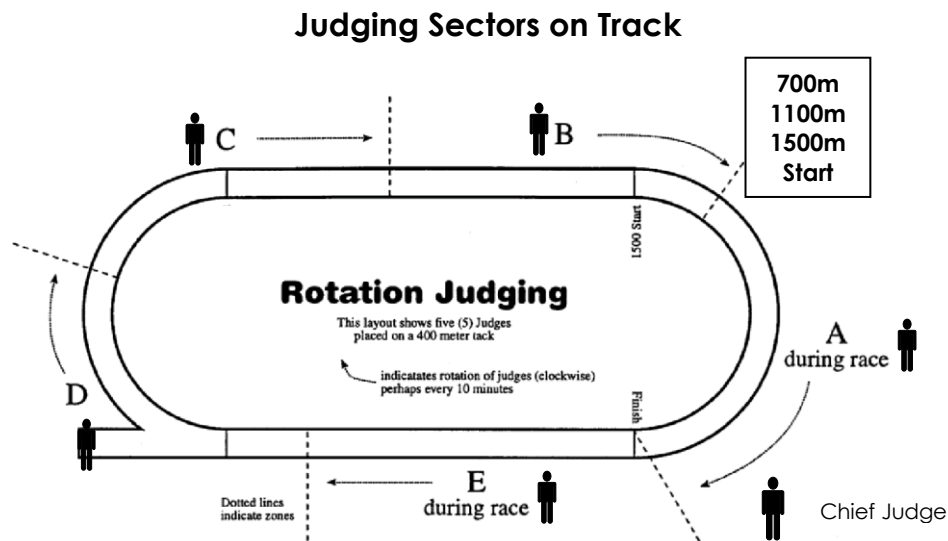 Judging Sectors on Track
700m
1100m
1500m
Start
C
B
1500 Start
Rotation Judging
This layout shows five (5) Judges
placed on a 400 meter tack
indicatates rotation of judges (clockwise)
perhaps every 10 minutes
A
during race
D
Finish
E
during race
Dotted lines
indicate zones
Chief Judge